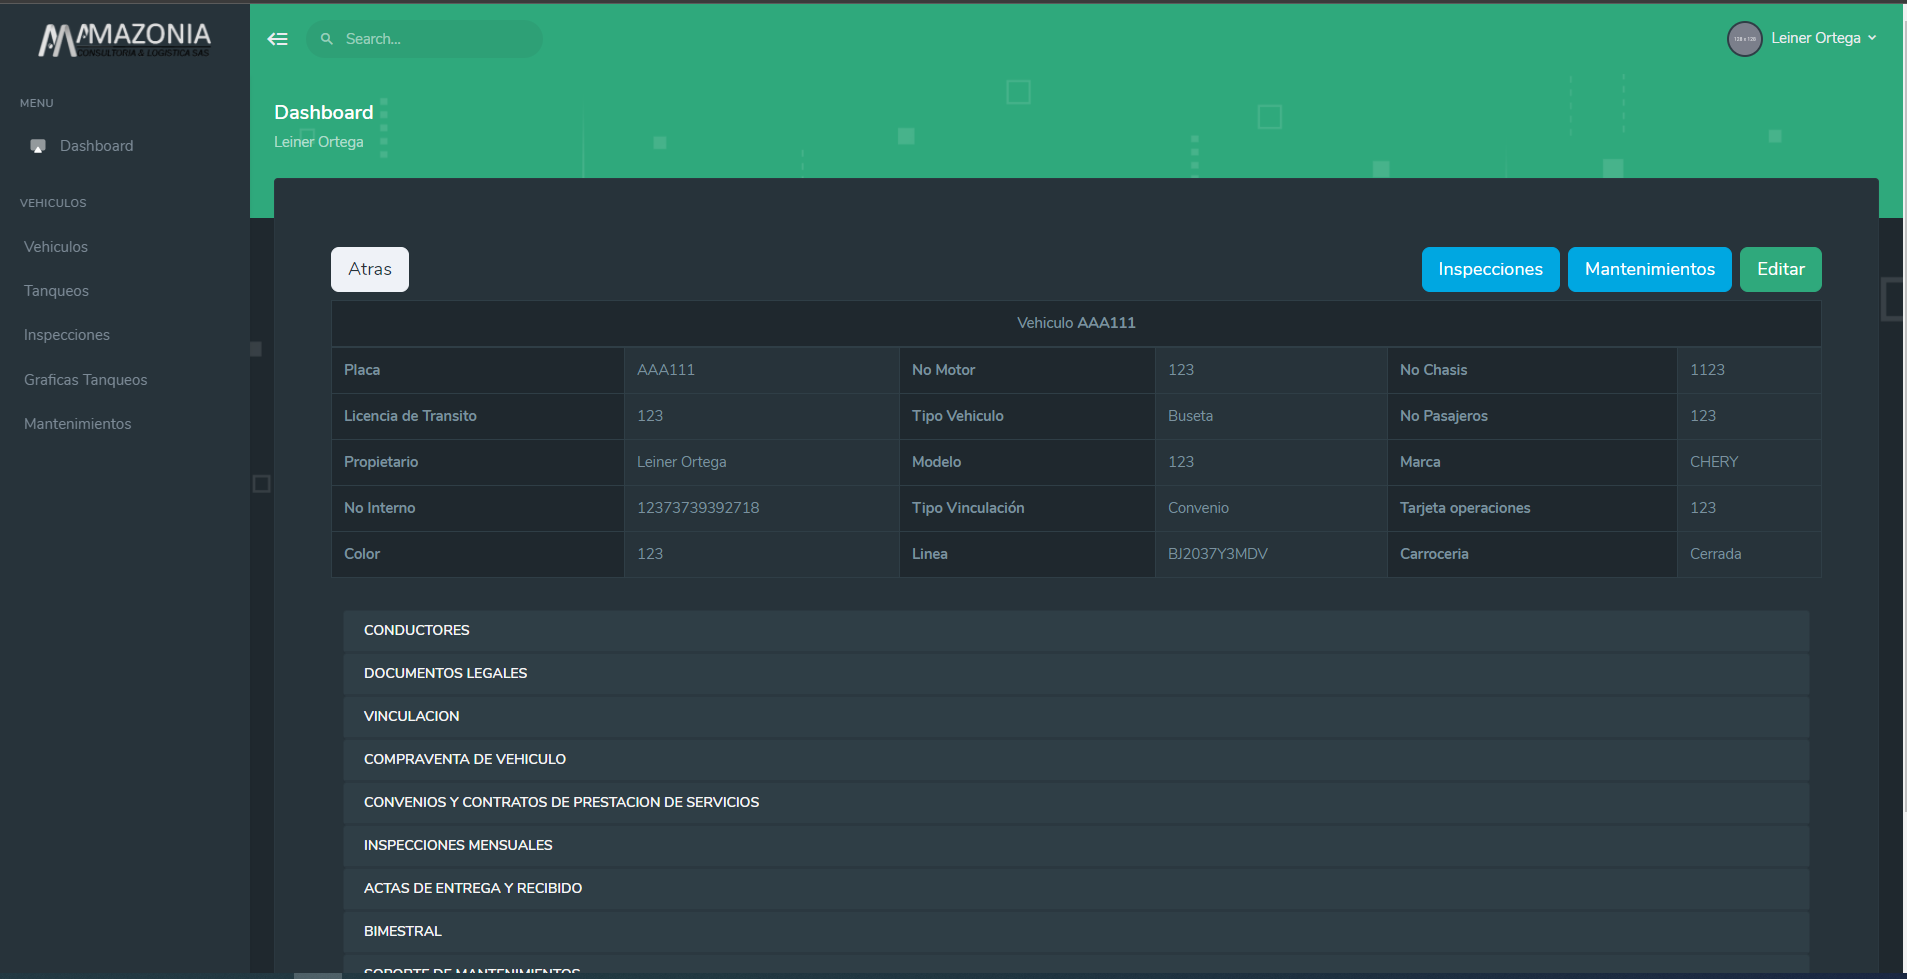 AMAZONIA
CONSULTORIA & LOGISTICA SAS
Search...
Leiner Ortega
MENU
Dashboard
VEHICULOS
Vehiculos
Tanqueos
Inspecciones
Graficas Tanqueos
Mantenimientos
Dashboard
Leiner Ortega
Atras
Inspecciones
Mantenimientos
Editar
Vehiculo AAA111
Placa AAA111 No Motor 123 No Chasis 1123
Licencia de Transito 123 Tipo Vehiculo Buseta No Pasajeros 123
Propietario Leiner Ortega Modelo 123 Marca CHERY
No Interno 12373739392718 Tipo Vinculación Convenio Tarjeta operaciones 123
Color 123 Linea BJ2037Y3MDV Carroceria Cerrada
CONDUCTORES
DOCUMENTOS LEGALES
VINCULACION
COMPRAVENTA DE VEHICULO
CONVENIOS Y CONTRATOS DE PRESTACION DE SERVICIOS
INSPECCIONES MENSUALES
ACTAS DE ENTREGA Y RECIBIDO
BIMESTRAL
SOPORTE DE MANTENIMIENTOS